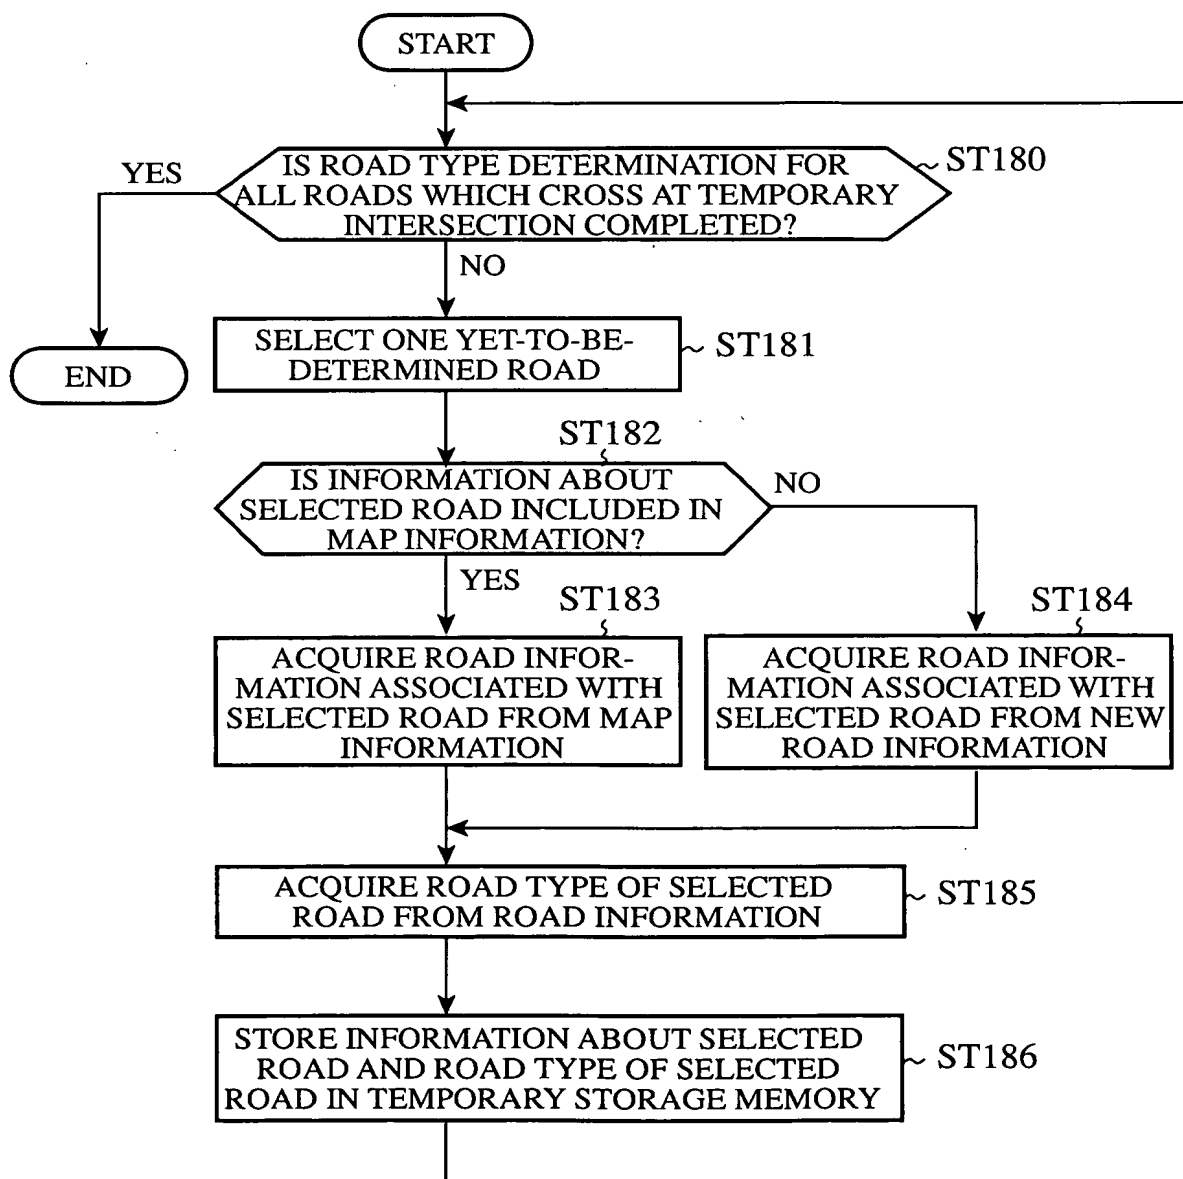 START
IS ROAD TYPE DETERMINATION FOR
ALL ROADS WHICH CROSS AT TEMPORARY
INTERSECTION COMPLETED?
ST180
YES
NO
END
SELECT ONE YET-TO-BE-
DETERMINED ROAD
ST181
ST182
IS INFORMATION ABOUT
SELECTED ROAD INCLUDED IN
MAP INFORMATION?
NO
YES
ST183
ACQUIRE ROAD INFOR-
MATION ASSOCIATED WITH
SELECTED ROAD FROM MAP
INFORMATION
ST184
ACQUIRE ROAD INFOR-
MATION ASSOCIATED WITH
SELECTED ROAD FROM NEW
ROAD INFORMATION
ACQUIRE ROAD TYPE OF SELECTED
ROAD FROM ROAD INFORMATION
ST185
STORE INFORMATION ABOUT SELECTED
ROAD AND ROAD TYPE OF SELECTED
ROAD IN TEMPORARY STORAGE MEMORY
ST186